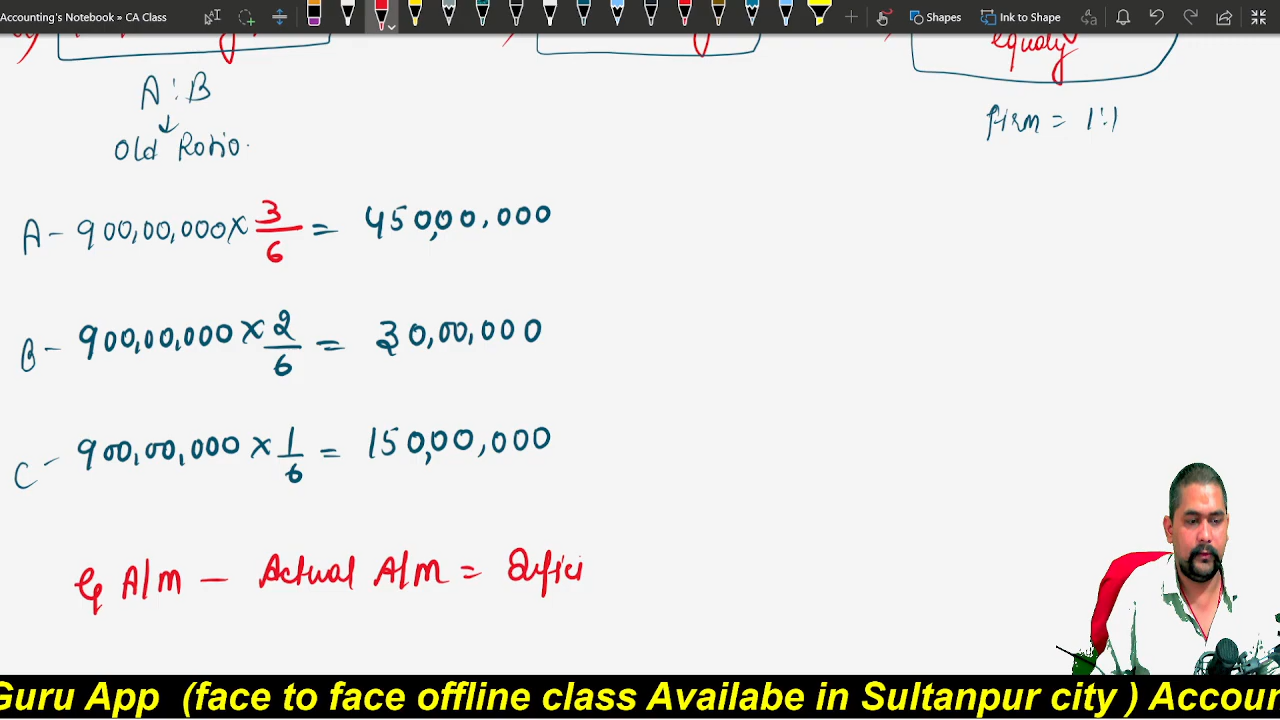 Accounting's Notebook » CA Class
Shapes
Ink to Shape
equaly
A : B
firm = 1:1
Old Ratio
A - 900,00,000 × 3/6 = 450,00,000
B - 900,00,000 × 2/6 = 30,00,000
C - 900,00,000 × 1/6 = 150,00,000
G A/m - Actual A/m = Defici
Guru App (face to face offline class Availabe in Sultanpur city ) Accour